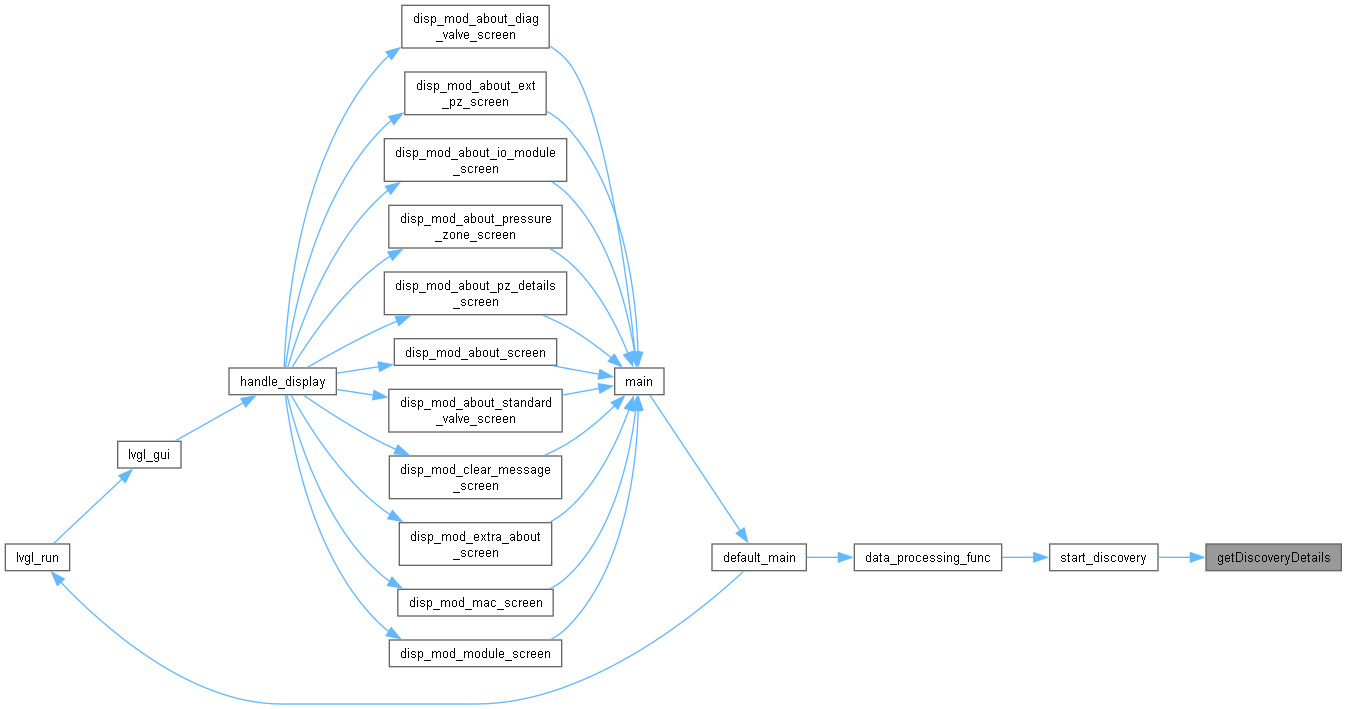 disp_mod_about_diag
_valve_screen
disp_mod_about_ext
_pz_screen
disp_mod_about_io_module
_screen
disp_mod_about_pressure
_zone_screen
disp_mod_about_pz_details
_screen
disp_mod_about_screen
handle_display
main
disp_mod_about_standard
_valve_screen
lvgl_gui
disp_mod_clear_message
_screen
disp_mod_extra_about
_screen
lvgl_run
default_main
data_processing_func
start_discovery
getDiscoveryDetails
disp_mod_mac_screen
disp_mod_module_screen